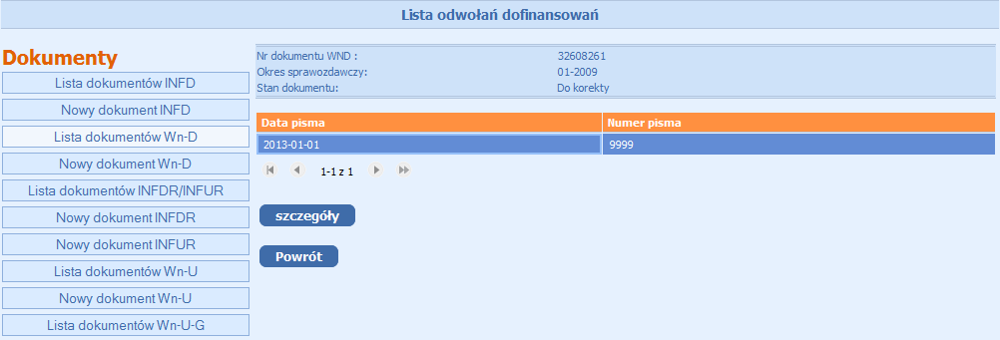 Lista odwołań dofinansowań
Dokumenty
Lista dokumentów INFD
Nowy dokument INFD
Lista dokumentów Wn-D
Nowy dokument Wn-D
Lista dokumentów INFDR/INFUR
Nowy dokument INFDR
Nowy dokument INFUR
Lista dokumentów Wn-U
Nowy dokument Wn-U
Lista dokumentów Wn-U-G
Nr dokumentu WND : 32608261
Okres sprawozdawczy: 01-2009
Stan dokumentu: Do korekty
Data pisma Numer pisma
2013-01-01 9999
1-1 z 1
szczegóły
Powrót